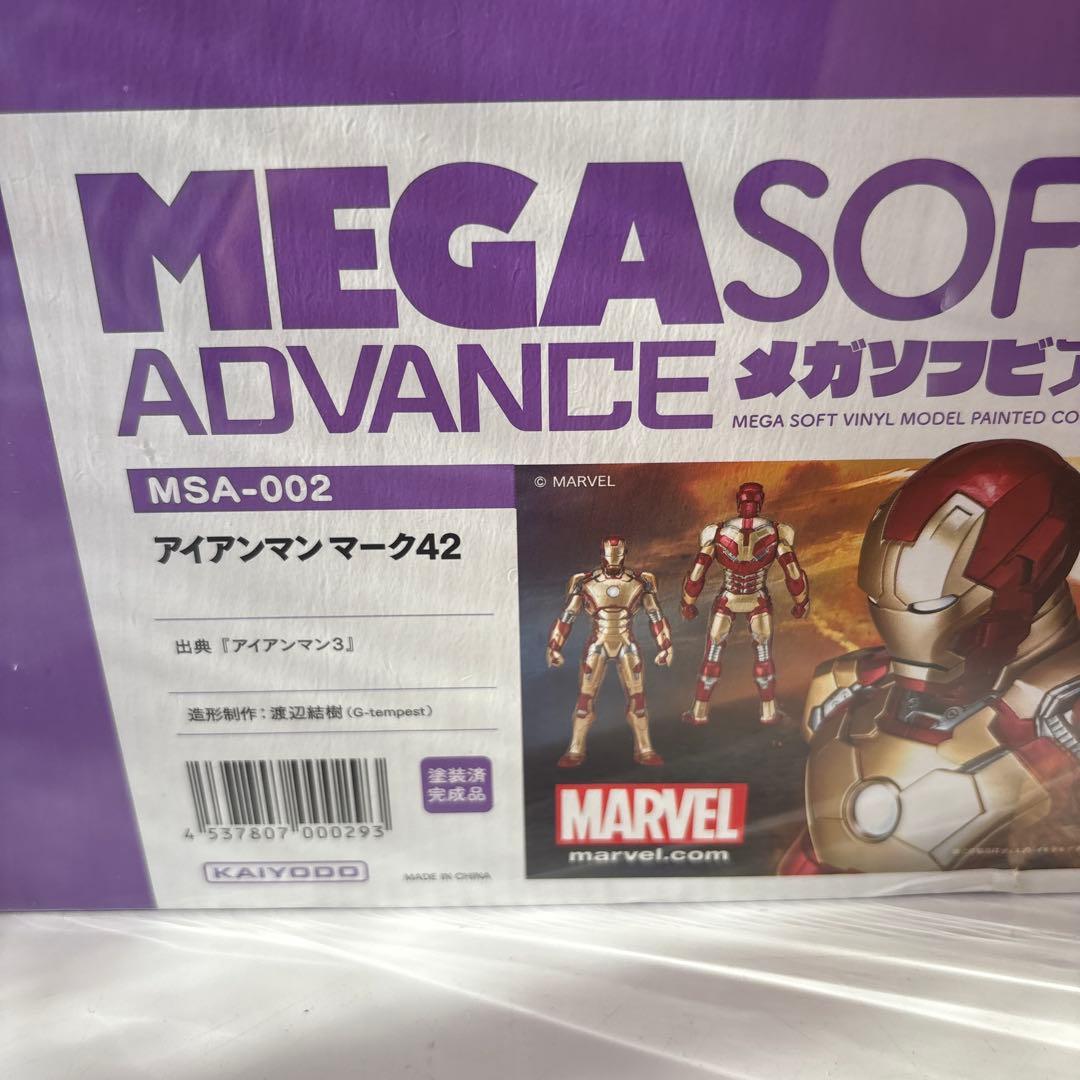 MEGASOF
ADVANCE
メガソフビア
MEGA SOFT VINYL MODEL PAINTED CO
MSA-002
© MARVEL
アイアンマン マーク42
出典『アイアンマン3』
造形制作：渡辺結樹（G-tempest）
塗装済
完成品
4 537807 000293
KAIYODO
MADE IN CHINA
MARVEL
marvel.com